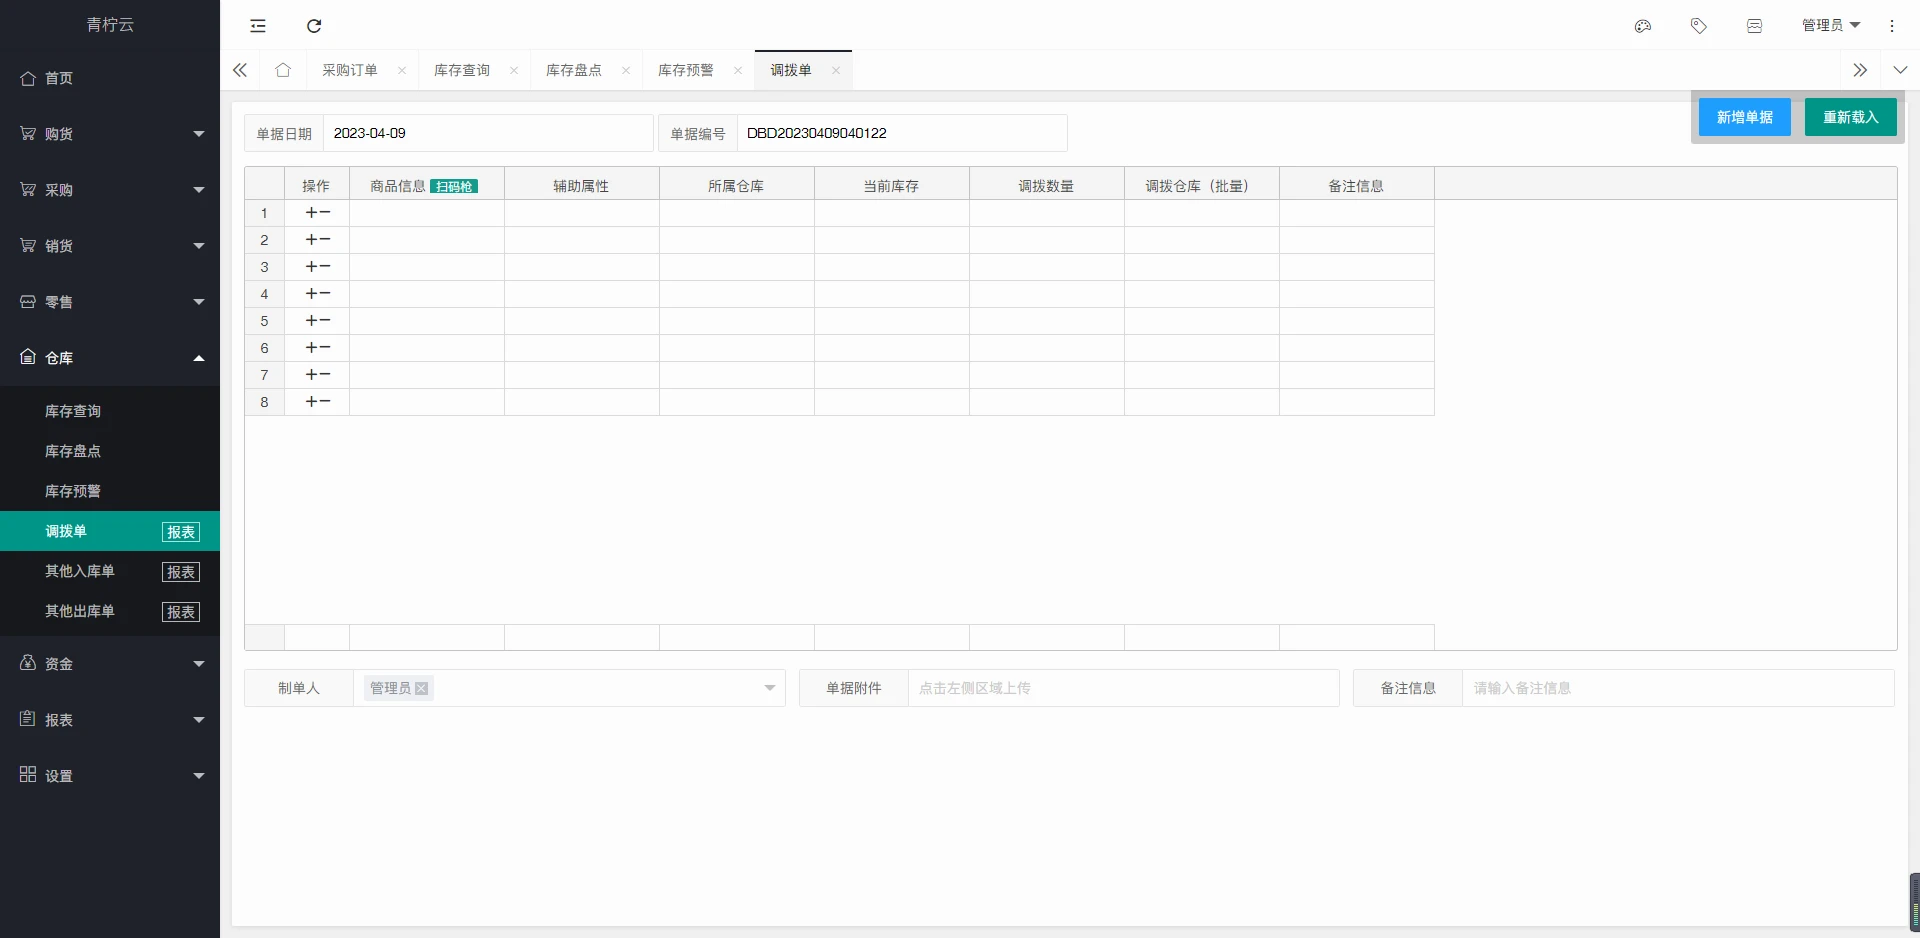 青柠云
管理员
首页
采购订单 库存查询 库存盘点 库存预警 调拨单
新增单据 重新载入
单据日期 2023-04-09 单据编号 DBD20230409040122
购货
采购
销货
零售
仓库
库存查询
库存盘点
库存预警
调拨单 报表
其他入库单 报表
其他出库单 报表
资金
报表
设置
操作 商品信息 扫码枪 辅助属性 所属仓库 当前库存 调拨数量 调拨仓库（批量） 备注信息
1
2
3
4
5
6
7
8
制单人 管理员 单据附件 点击左侧区域上传 备注信息 请输入备注信息